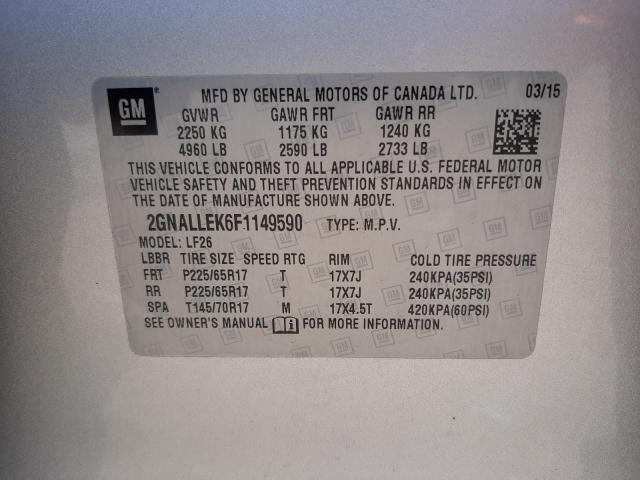 GM
MFD BY GENERAL MOTORS OF CANADA LTD. 03/15
GVWR GAWR FRT GAWR RR
2250 KG 1175 KG 1240 KG
4960 LB 2590 LB 2733 LB
THIS VEHICLE CONFORMS TO ALL APPLICABLE U.S. FEDERAL MOTOR
VEHICLE SAFETY AND THEFT PREVENTION STANDARDS IN EFFECT ON
THE DATE OF MANUFACTURE SHOWN ABOVE.
2GNALLEK6F1149590 TYPE: M.P.V.
MODEL: LF26
LBBR TIRE SIZE SPEED RTG RIM COLD TIRE PRESSURE
FRT P225/65R17 T 17X7J 240KPA(35PSI)
RR P225/65R17 T 17X7J 240KPA(35PSI)
SPA T145/70R17 M 17X4.5T 420KPA(60PSI)
SEE OWNER'S MANUAL FOR MORE INFORMATION.